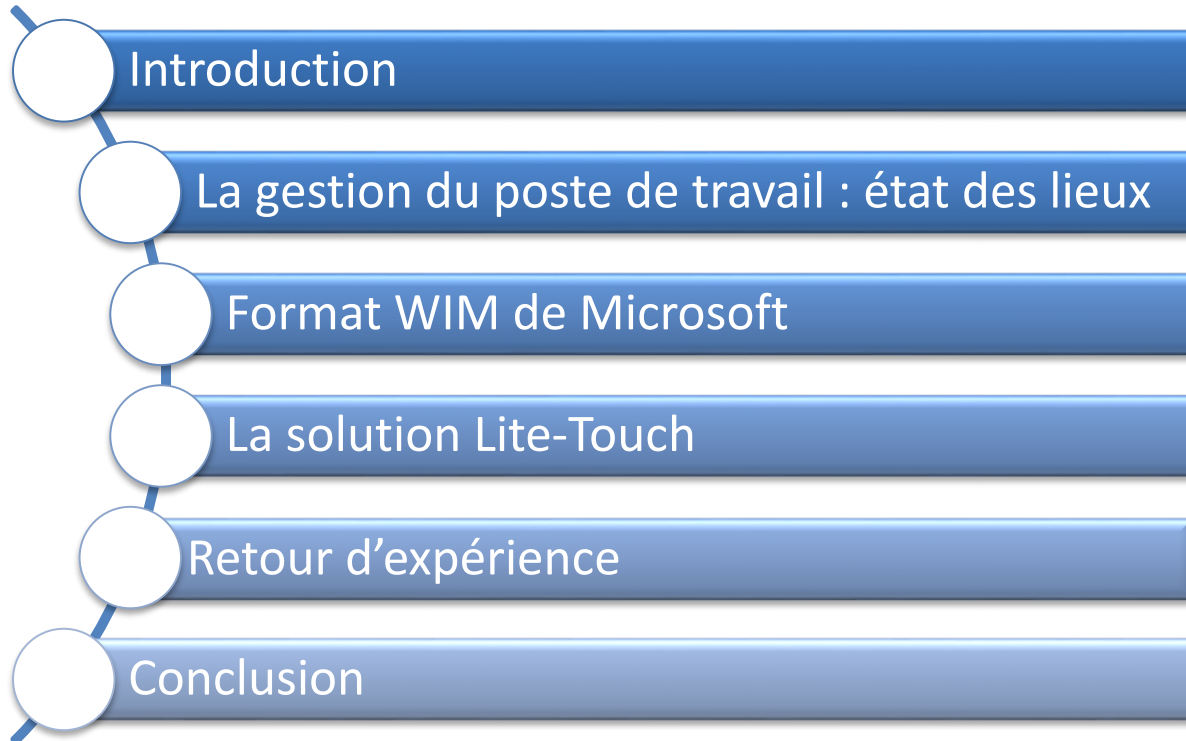 Introduction
La gestion du poste de travail : état des lieux
Format WIM de Microsoft
La solution Lite-Touch
Retour d’expérience
Conclusion